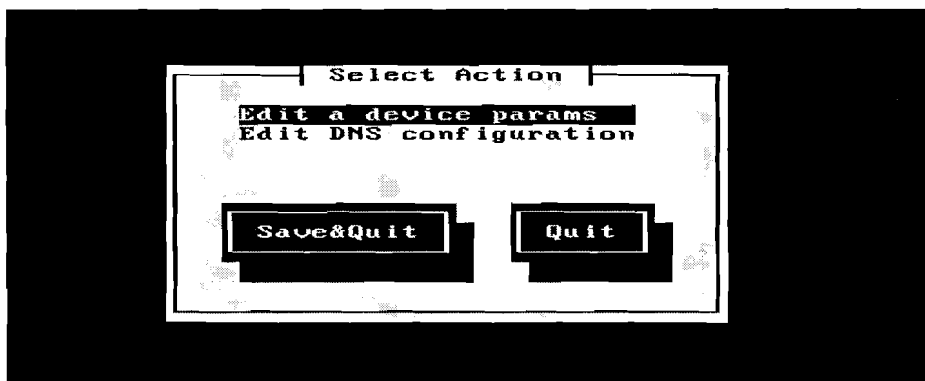 Select Action
Edit a device params
Edit DNS configuration
Save&Quit Quit